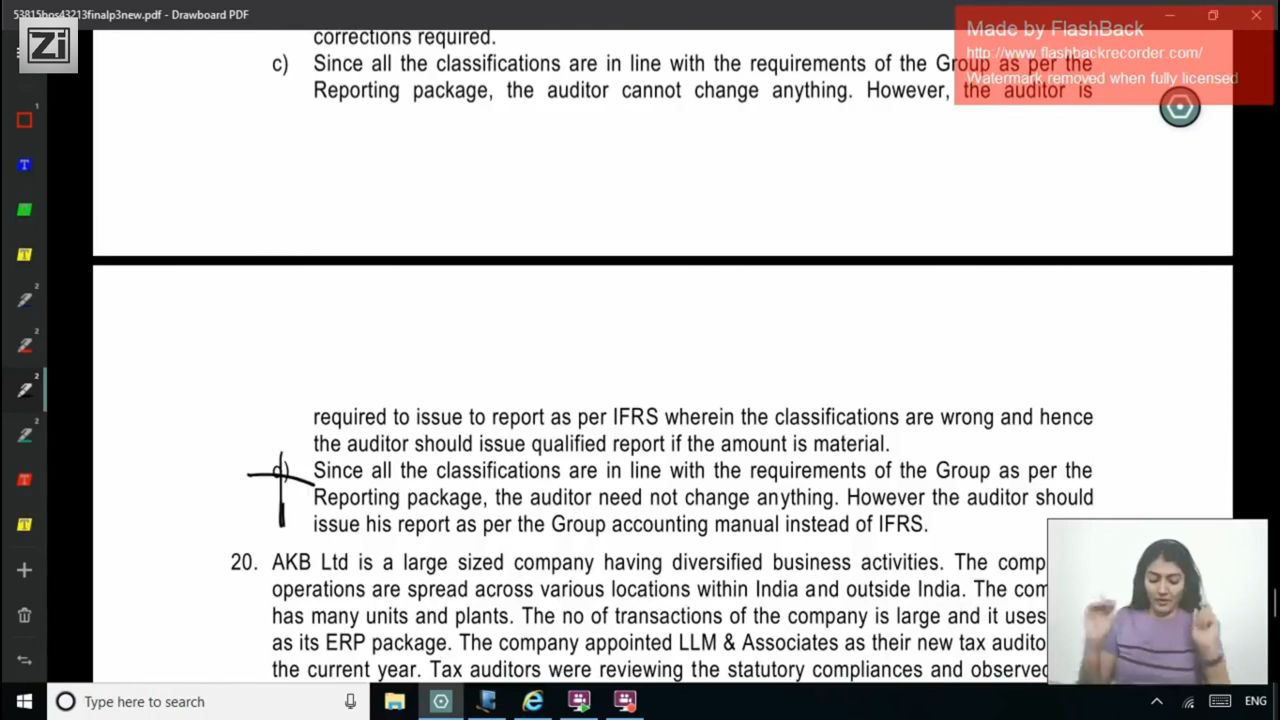 53815bos43213finalp3new.pdf - Drawboard PDF
Zi
Made by FlashBack
http://www.flashbackrecorder.com/
Watermark removed when fully licensed
corrections required.
c) Since all the classifications are in line with the requirements of the Group as per the
Reporting package, the auditor cannot change anything. However, the auditor is
required to issue to report as per IFRS wherein the classifications are wrong and hence
the auditor should issue qualified report if the amount is material.
Since all the classifications are in line with the requirements of the Group as per the
Reporting package, the auditor need not change anything. However the auditor should
issue his report as per the Group accounting manual instead of IFRS.
20. AKB Ltd is a large sized company having diversified business activities. The comp
operations are spread across various locations within India and outside India. The com
has many units and plants. The no of transactions of the company is large and it uses
as its ERP package. The company appointed LLM & Associates as their new tax audito
the current year. Tax auditors were reviewing the statutory compliances and observed
Type here to search
ENG